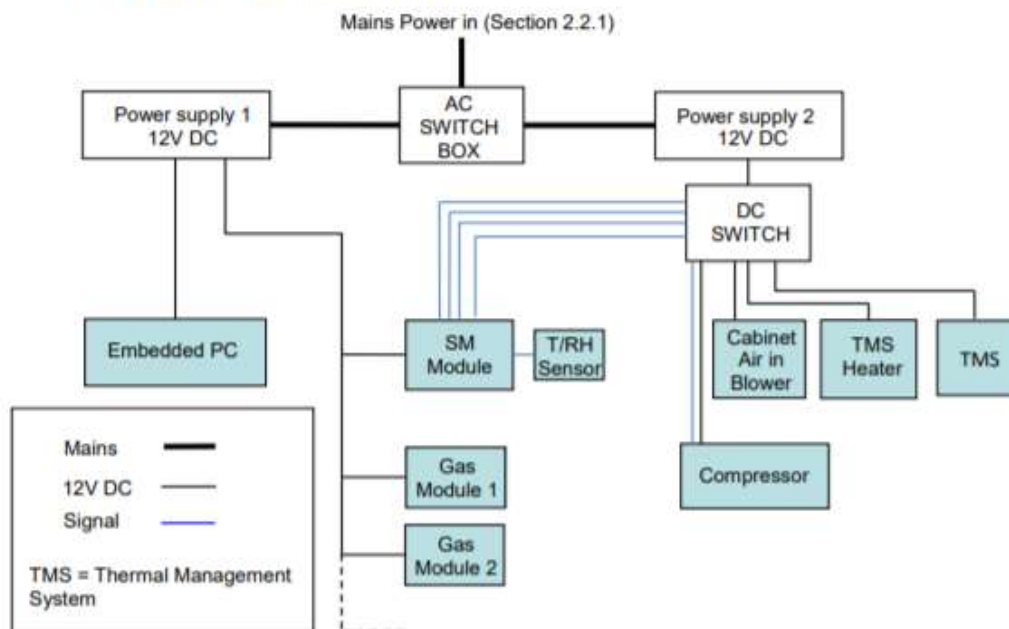 Mains Power in (Section 2.2.1)
Power supply 1
12V DC
AC
SWITCH
BOX
Power supply 2
12V DC
DC
SWITCH
Embedded PC
SM
Module
T/RH
Sensor
Cabinet
Air in
Blower
TMS
Heater
TMS
Mains
12V DC
Signal
TMS = Thermal Management
System
Gas
Module 1
Compressor
Gas
Module 2